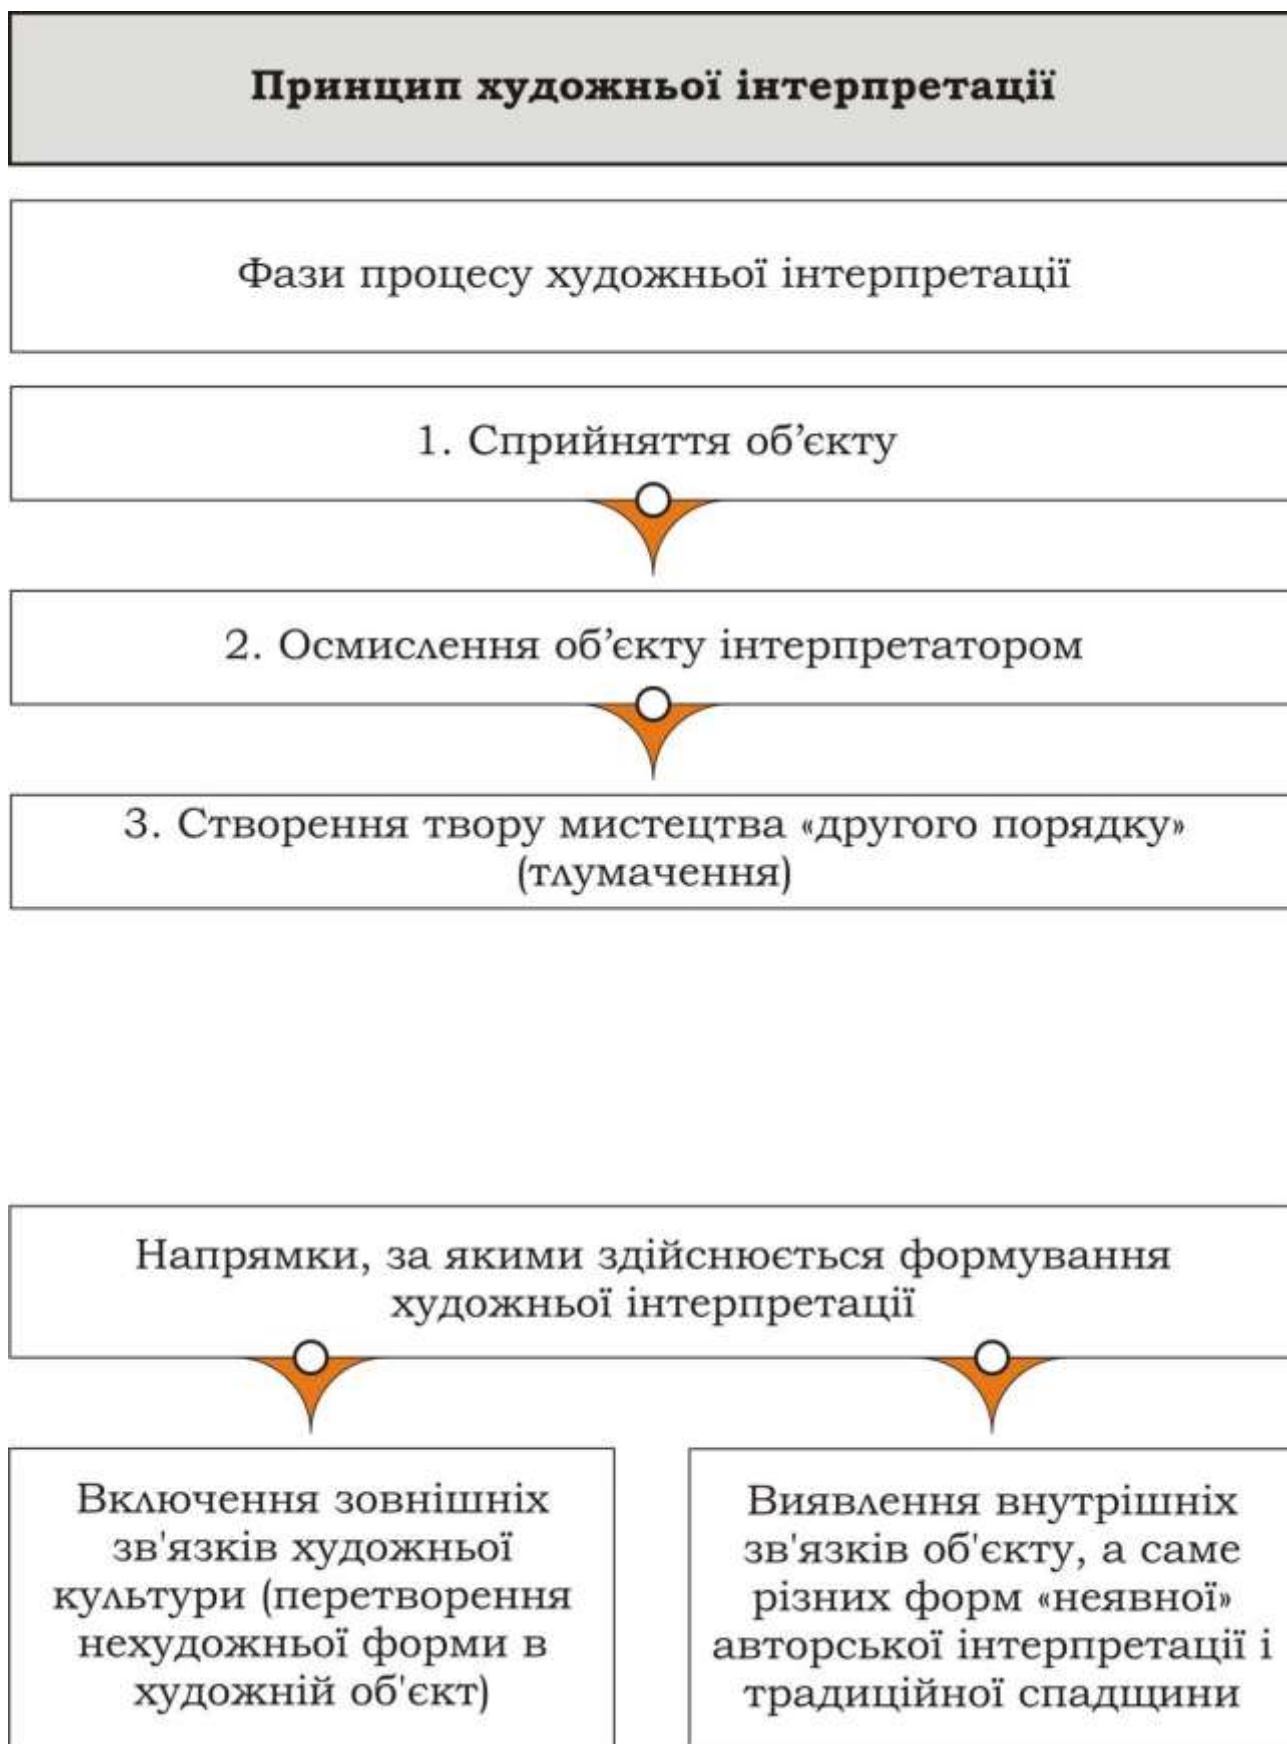 Принцип художньої інтерпретації
Фази процесу художньої інтерпретації
1. Сприйняття об’єкту
2. Осмислення об’єкту інтерпретатором
3. Створення твору мистецтва «другого порядку»
(тлумачення)
Напрямки, за якими здійснюється формування
художньої інтерпретації
Включення зовнішніх
зв'язків художньої
культури (перетворення
нехудожньої форми в
художній об'єкт)
Виявлення внутрішніх
зв'язків об'єкту, а саме
різних форм «неявної»
авторської інтерпретації і
традиційної спадщини